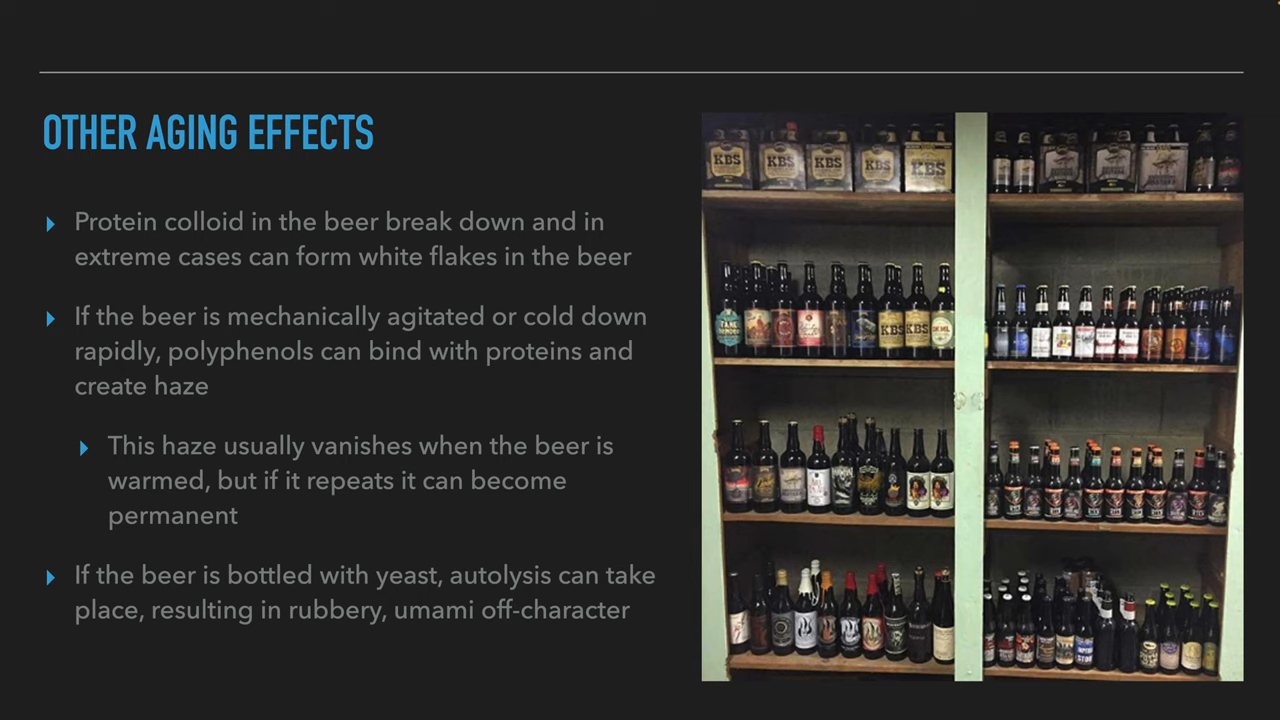 OTHER AGING EFFECTS
Protein colloid in the beer break down and in
extreme cases can form white flakes in the beer
If the beer is mechanically agitated or cold down
rapidly, polyphenols can bind with proteins and
create haze
This haze usually vanishes when the beer is
warmed, but if it repeats it can become
permanent
If the beer is bottled with yeast, autolysis can take
place, resulting in rubbery, umami off-character
KBS
KBS
KBS
KBS
KBS
KBS
KBS